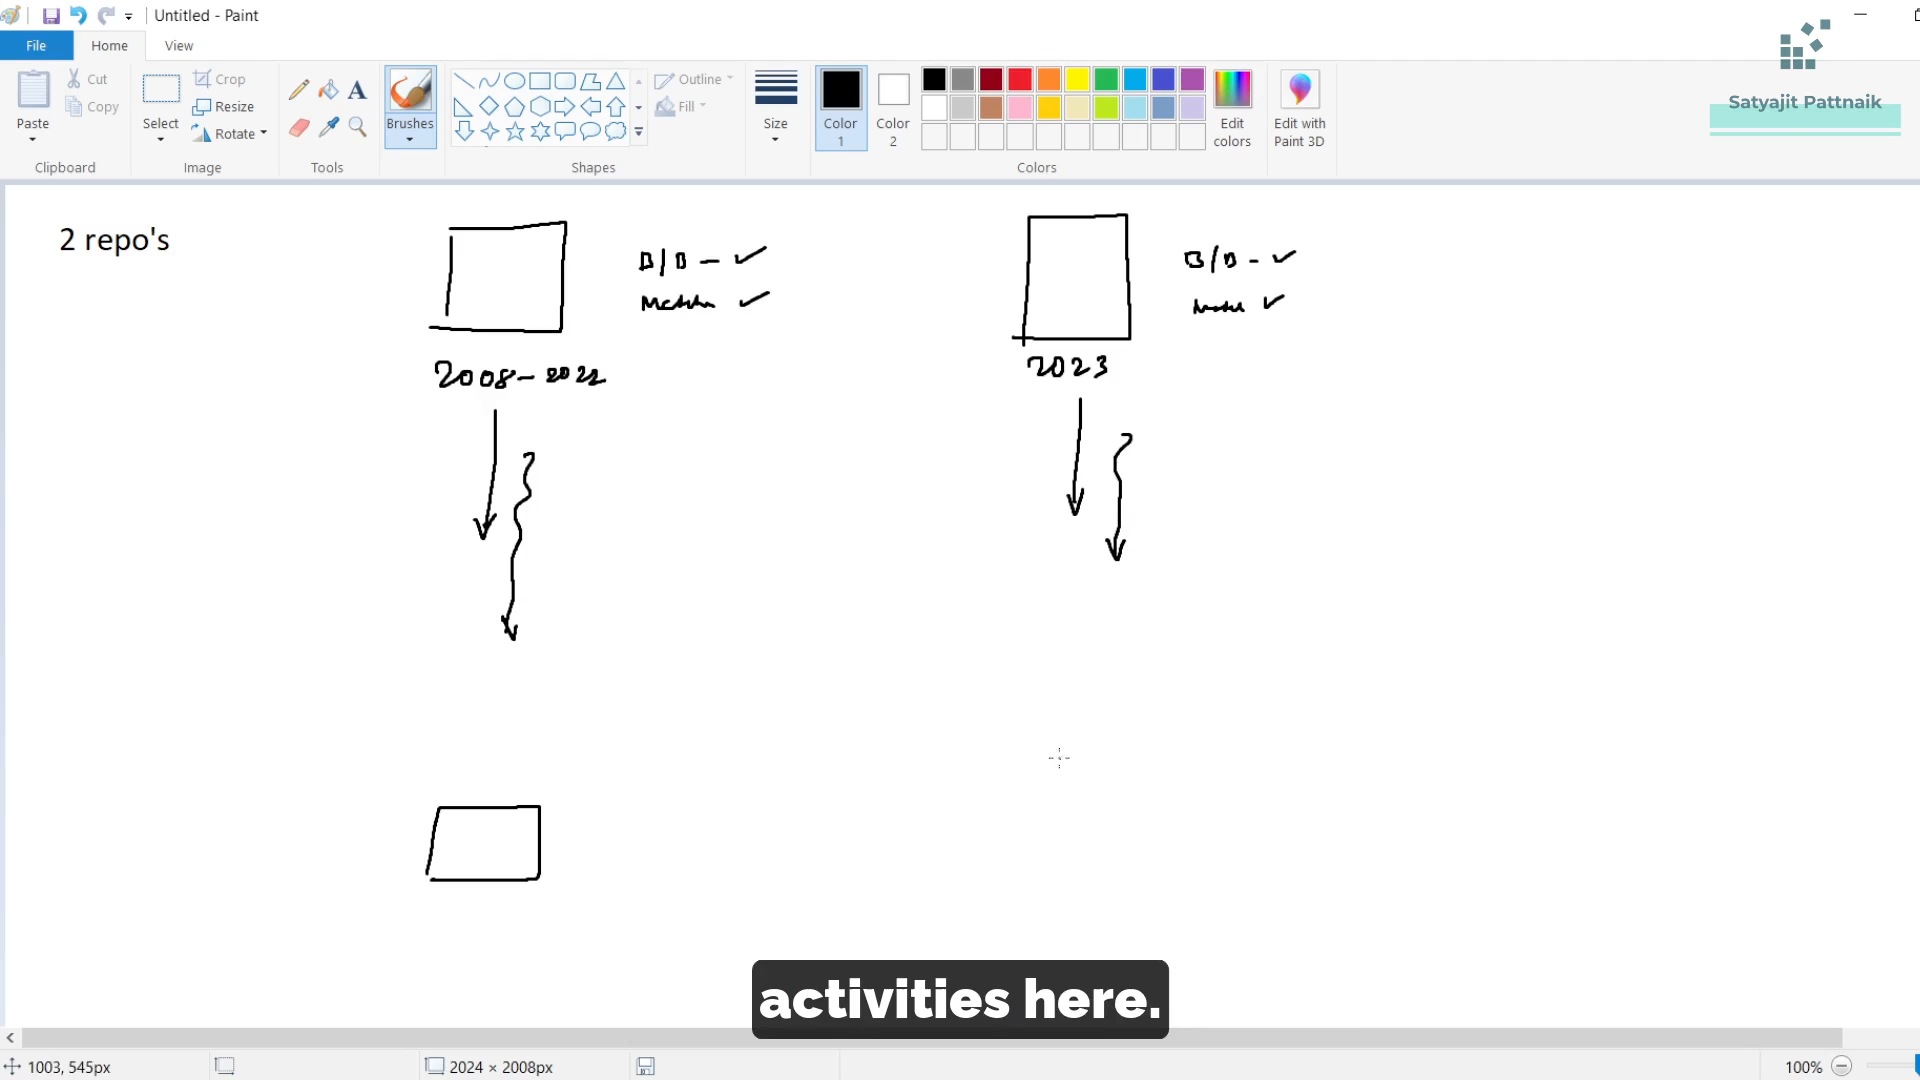 Untitled - Paint
File Home View
Paste
Cut
Copy
Clipboard
Select
Crop
Resize
Rotate
Image
Tools
Brushes
Shapes
Outline
Fill
Size
Color 1
Color 2
Colors
Edit colors
Edit with Paint 3D
Satyajit Pattnaik
2 repo's
2008-2022
2023
activities here.
1003, 545px
2024 × 2008px
100%